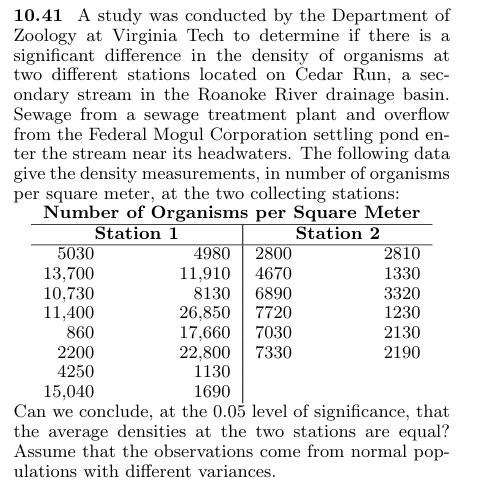 10.41 A study was conducted by the Department of
Zoology at Virginia Tech to determine if there is a
significant difference in the density of organisms at
two different stations located on Cedar Run, a sec-
ondary stream in the Roanoke River drainage basin.
Sewage from a sewage treatment plant and overflow
from the Federal Mogul Corporation settling pond en-
ter the stream near its headwaters. The following data
give the density measurements, in number of organisms
per square meter, at the two collecting stations:
Number of Organisms per Square Meter
Station 1 Station 2
5030 4980 2800 2810
13,700 11,910 4670 1330
10,730 8130 6890 3320
11,400 26,850 7720 1230
860 17,660 7030 2130
2200 22,800 7330 2190
4250 1130
15,040 1690
Can we conclude, at the 0.05 level of significance, that
the average densities at the two stations are equal?
Assume that the observations come from normal pop-
ulations with different variances.